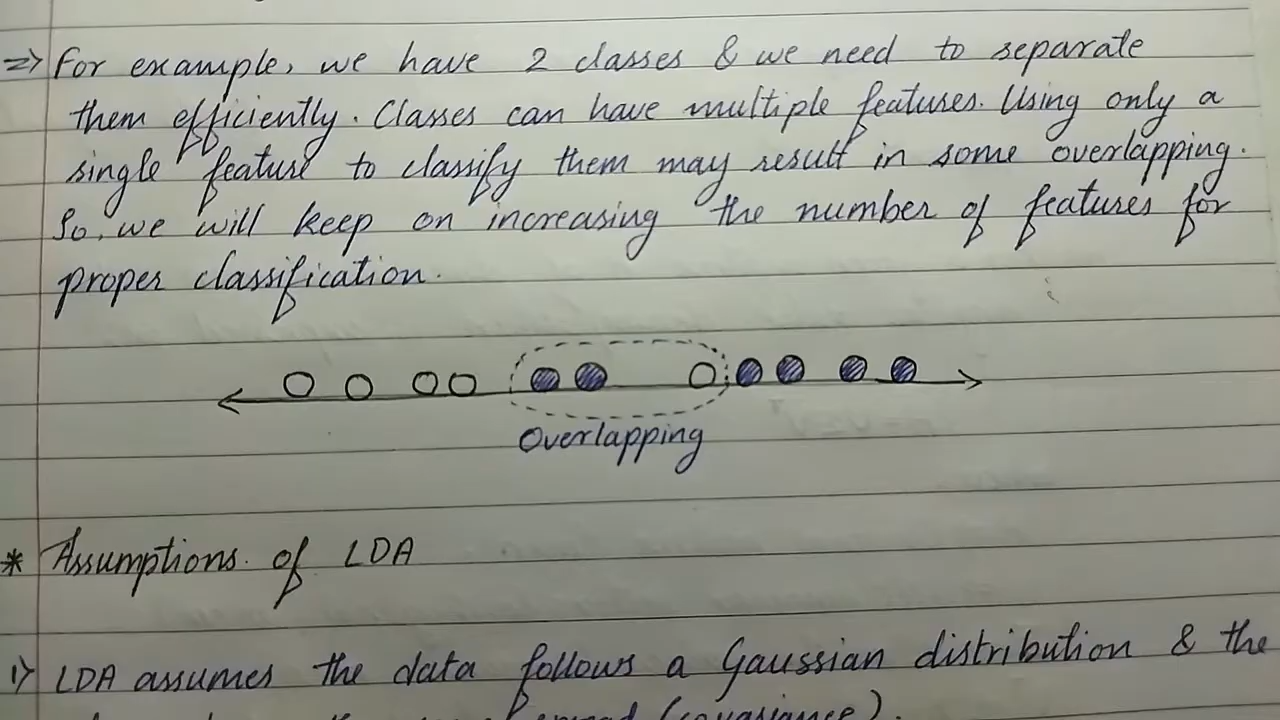 => For example, we have 2 classes & we need to separate
them efficiently. Classes can have multiple features. Using only a
single feature to classify them may result in some overlapping.
So, we will keep on increasing the number of features for
proper classification.
Overlapping
* Assumptions of LDA
1> LDA assumes the data follows a Gaussian distribution & the
(covariance).